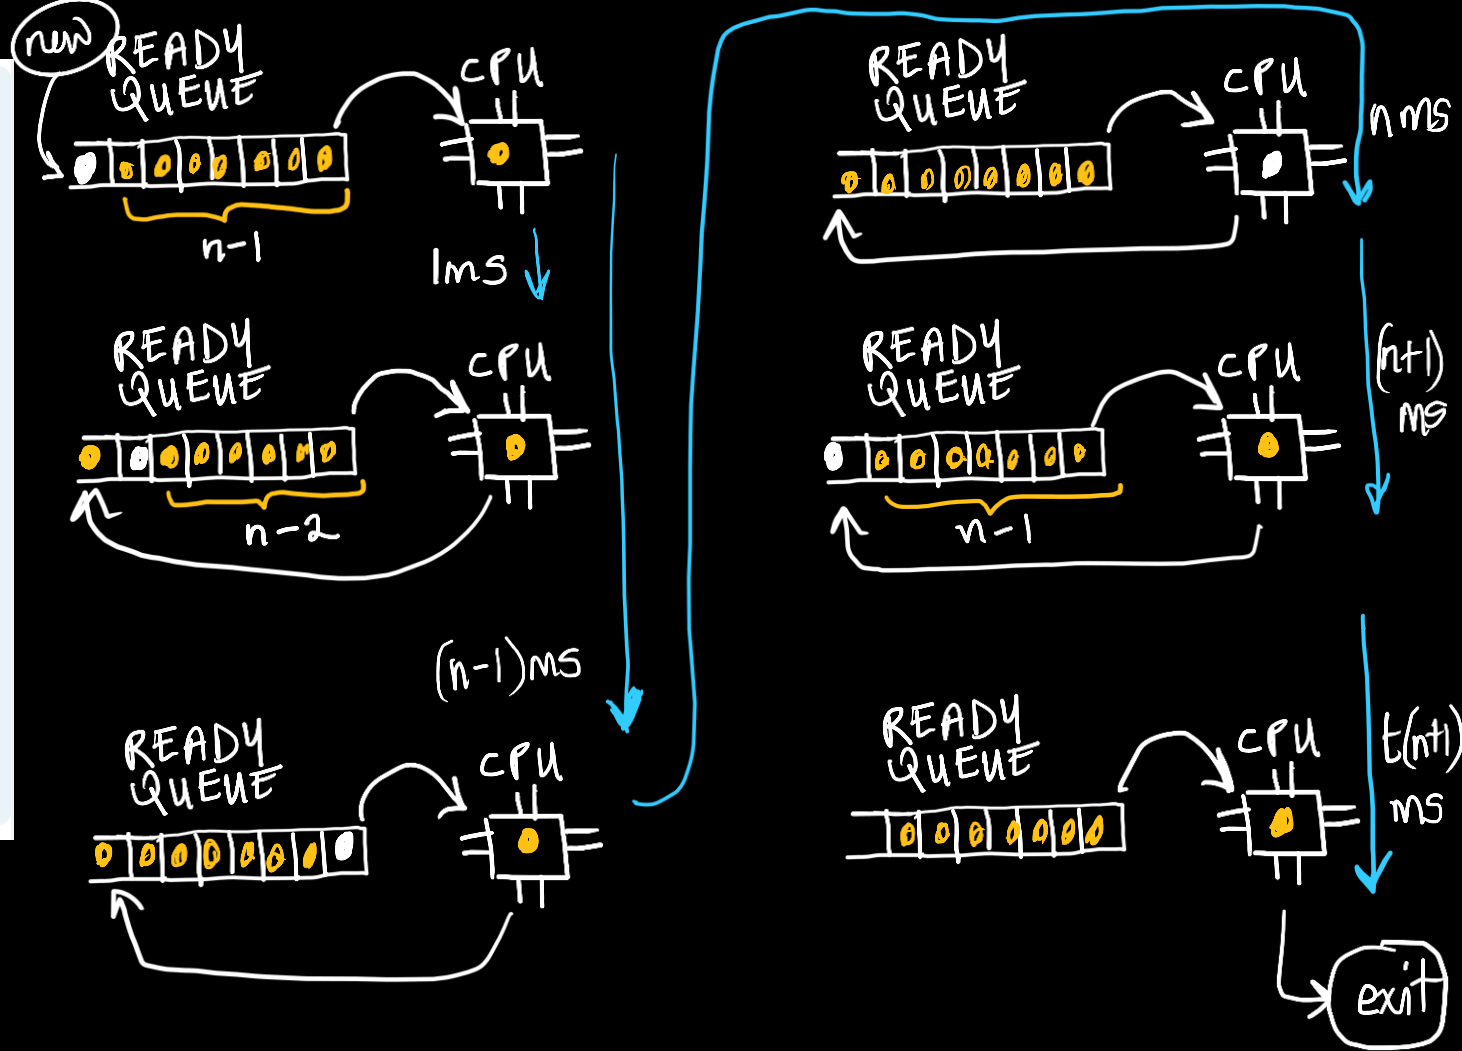 new
READY
QUEUE
CPU
n-1
1ms
READY
QUEUE
CPU
n-2
(n-1)ms
READY
QUEUE
CPU
READY
QUEUE
CPU
nms
READY
QUEUE
CPU
(n+1)
ms
n-1
READY
QUEUE
CPU
t(n+1)
ms
exit